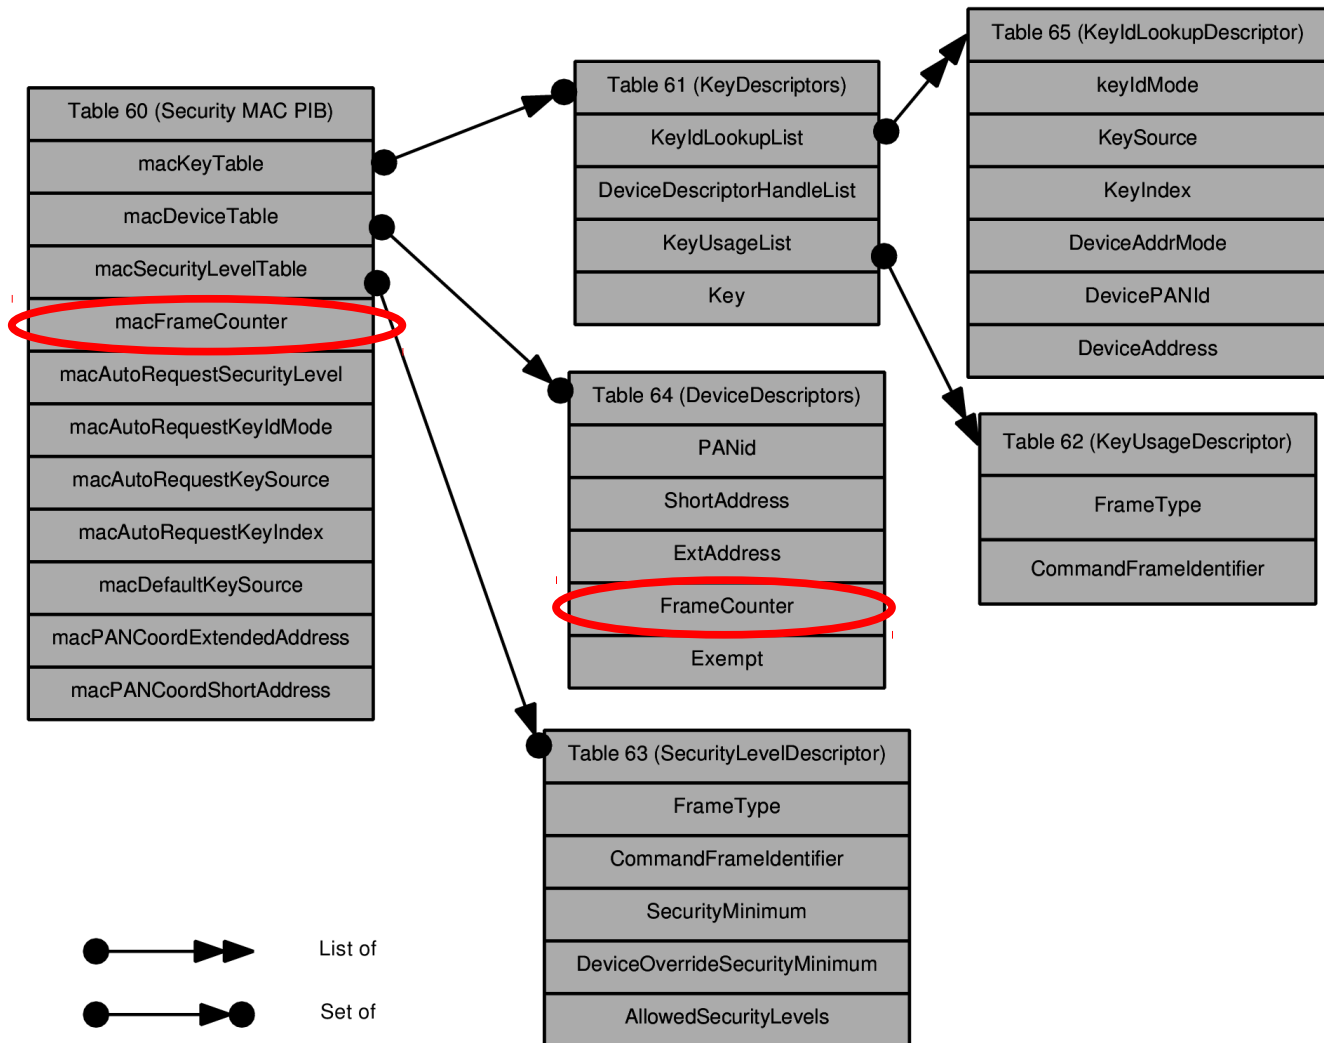 Table 60 (Security MAC PIB)
macKeyTable
macDeviceTable
macSecurityLevelTable
macFrameCounter
macAutoRequestSecurityLevel
macAutoRequestKeyIdMode
macAutoRequestKeySource
macAutoRequestKeyIndex
macDefaultKeySource
macPANCoordExtendedAddress
macPANCoordShortAddress
Table 61 (KeyDescriptors)
KeyIdLookupList
DeviceDescriptorHandleList
KeyUsageList
Key
Table 64 (DeviceDescriptors)
PANid
ShortAddress
ExtAddress
FrameCounter
Exempt
Table 63 (SecurityLevelDescriptor)
FrameType
CommandFrameIdentifier
SecurityMinimum
DeviceOverrideSecurityMinimum
AllowedSecurityLevels
Table 65 (KeyIdLookupDescriptor)
keyIdMode
KeySource
KeyIndex
DeviceAddrMode
DevicePANId
DeviceAddress
Table 62 (KeyUsageDescriptor)
FrameType
CommandFrameIdentifier
List of
Set of